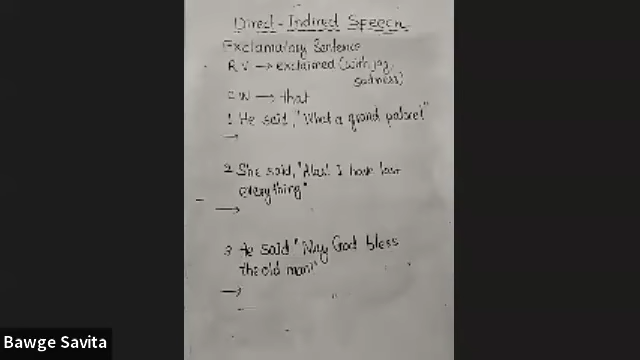 Direct - Indirect Speech
Exclamatory Sentence
R V → exclaimed (with joy,
sadness)
C W → that
1 He said, "What a grand palace!"
→
2 She said, "Alas! I have lost
everything"
→
3 He said "May God bless
the old man"
→
Bawge Savita